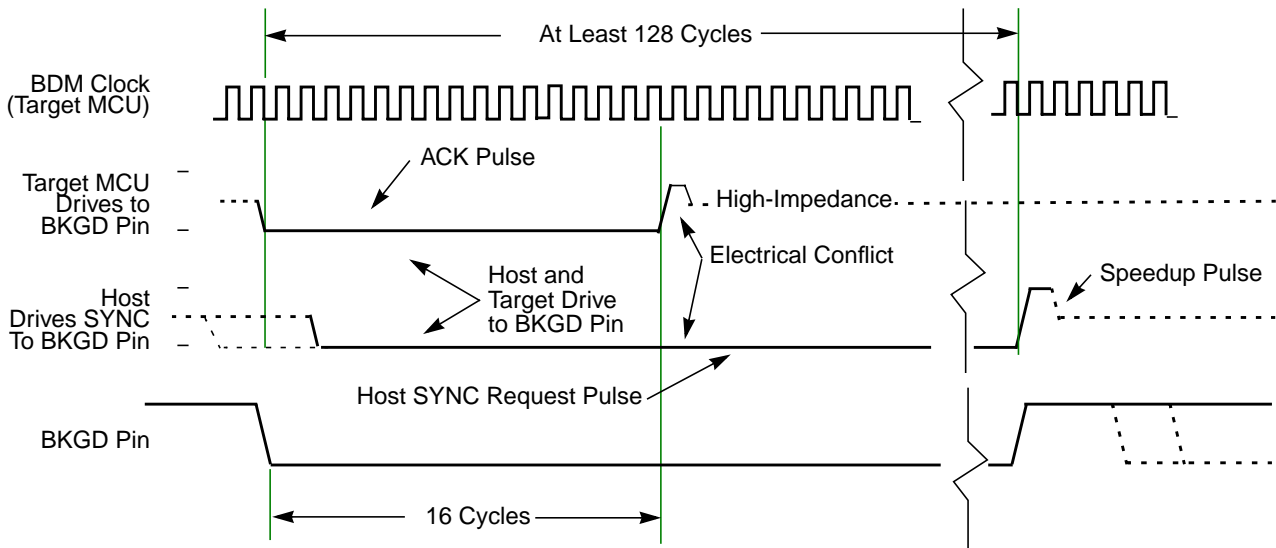 At Least 128 Cycles
BDM Clock
(Target MCU)
ACK Pulse
Target MCU
Drives to
BKGD Pin
High-Impedance
Electrical Conflict
Host and
Target Drive
to BKGD Pin
Speedup Pulse
Host
Drives SYNC
To BKGD Pin
Host SYNC Request Pulse
BKGD Pin
16 Cycles